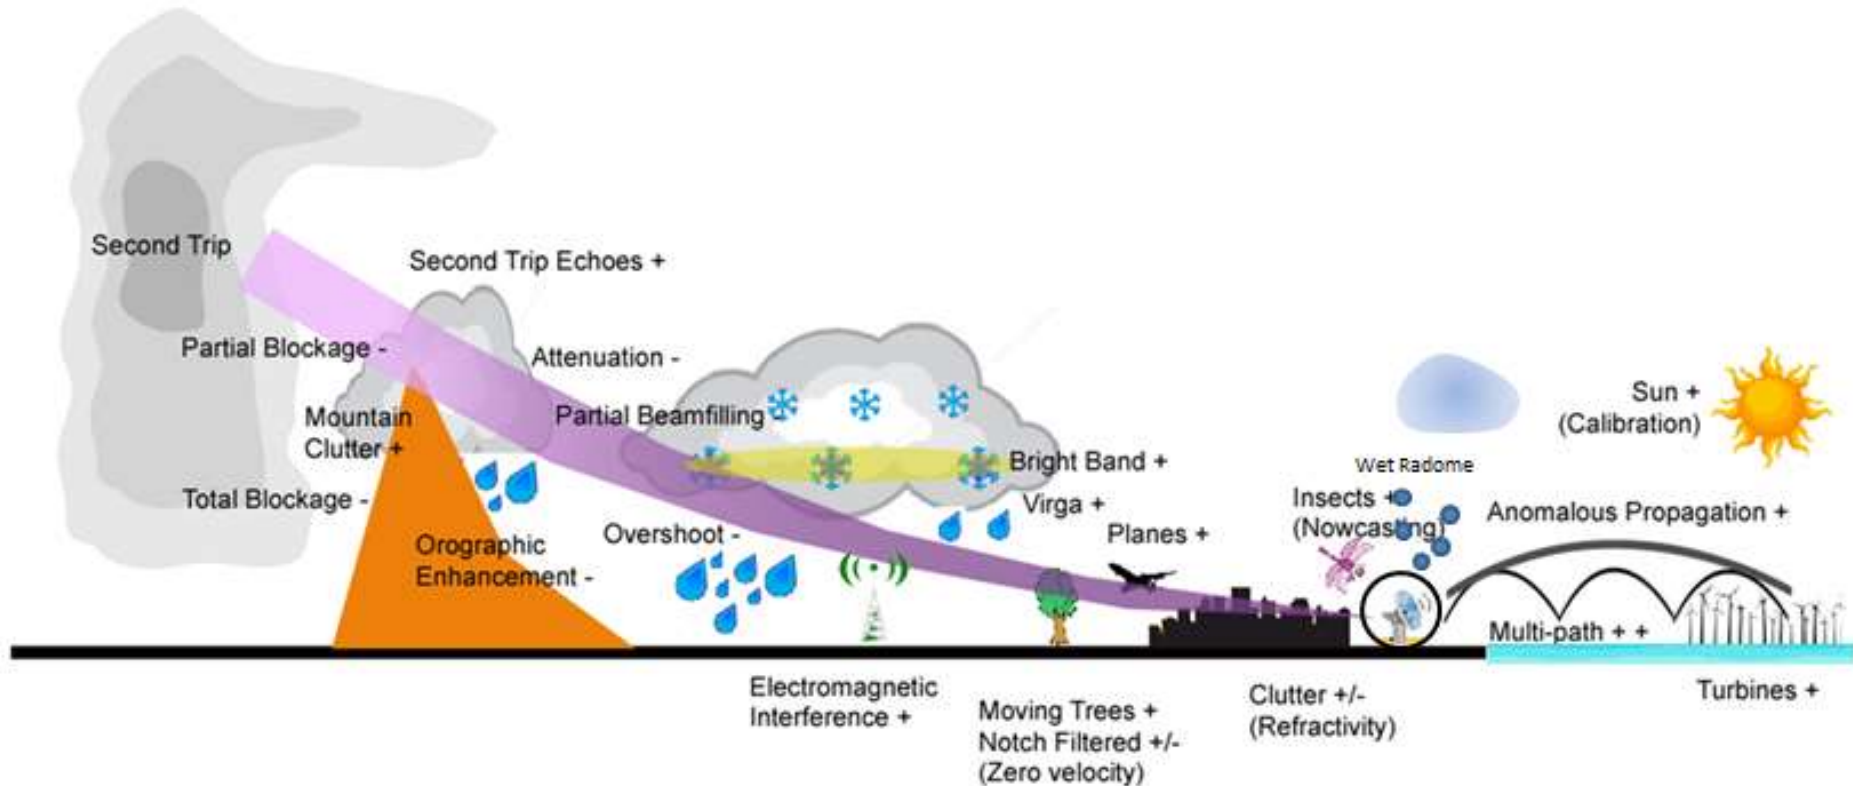 Second Trip
Second Trip Echoes +
Partial Blockage -
Attenuation -
Mountain
Clutter +
Partial Beamfilling -
Total Blockage -
Orographic
Enhancement -
Overshoot -
Bright Band +
Virga +
Planes +
Wet Radome
Insects +
(Nowcasting)
Sun +
(Calibration)
Anomalous Propagation +
Multi-path + +
Electromagnetic
Interference +
Moving Trees +
Notch Filtered +/-
(Zero velocity)
Clutter +/-
(Refractivity)
Turbines +